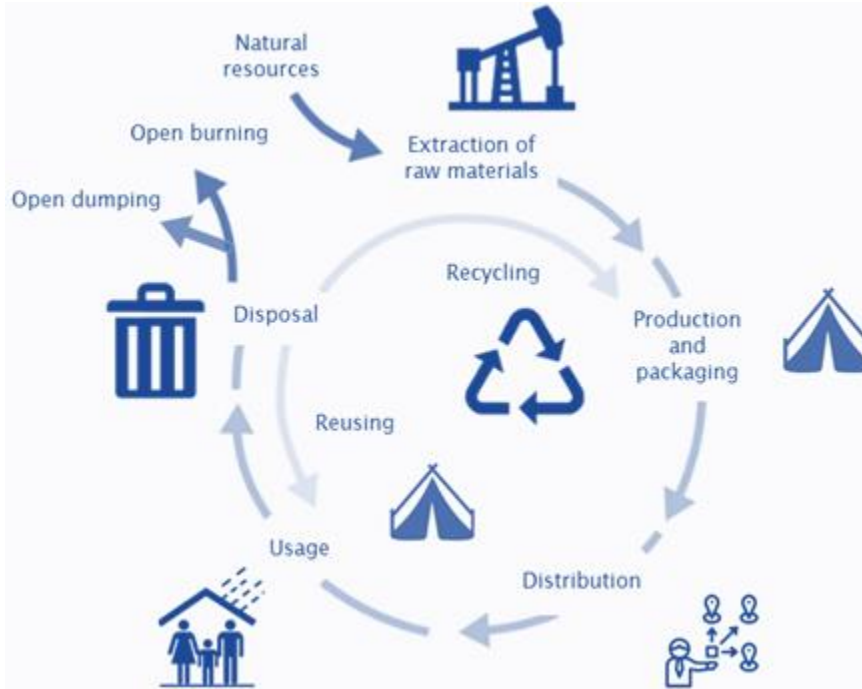 Natural
resources
Extraction of
raw materials
Open burning
Open dumping
Recycling
Disposal
Production
and
packaging
Reusing
Usage
Distribution